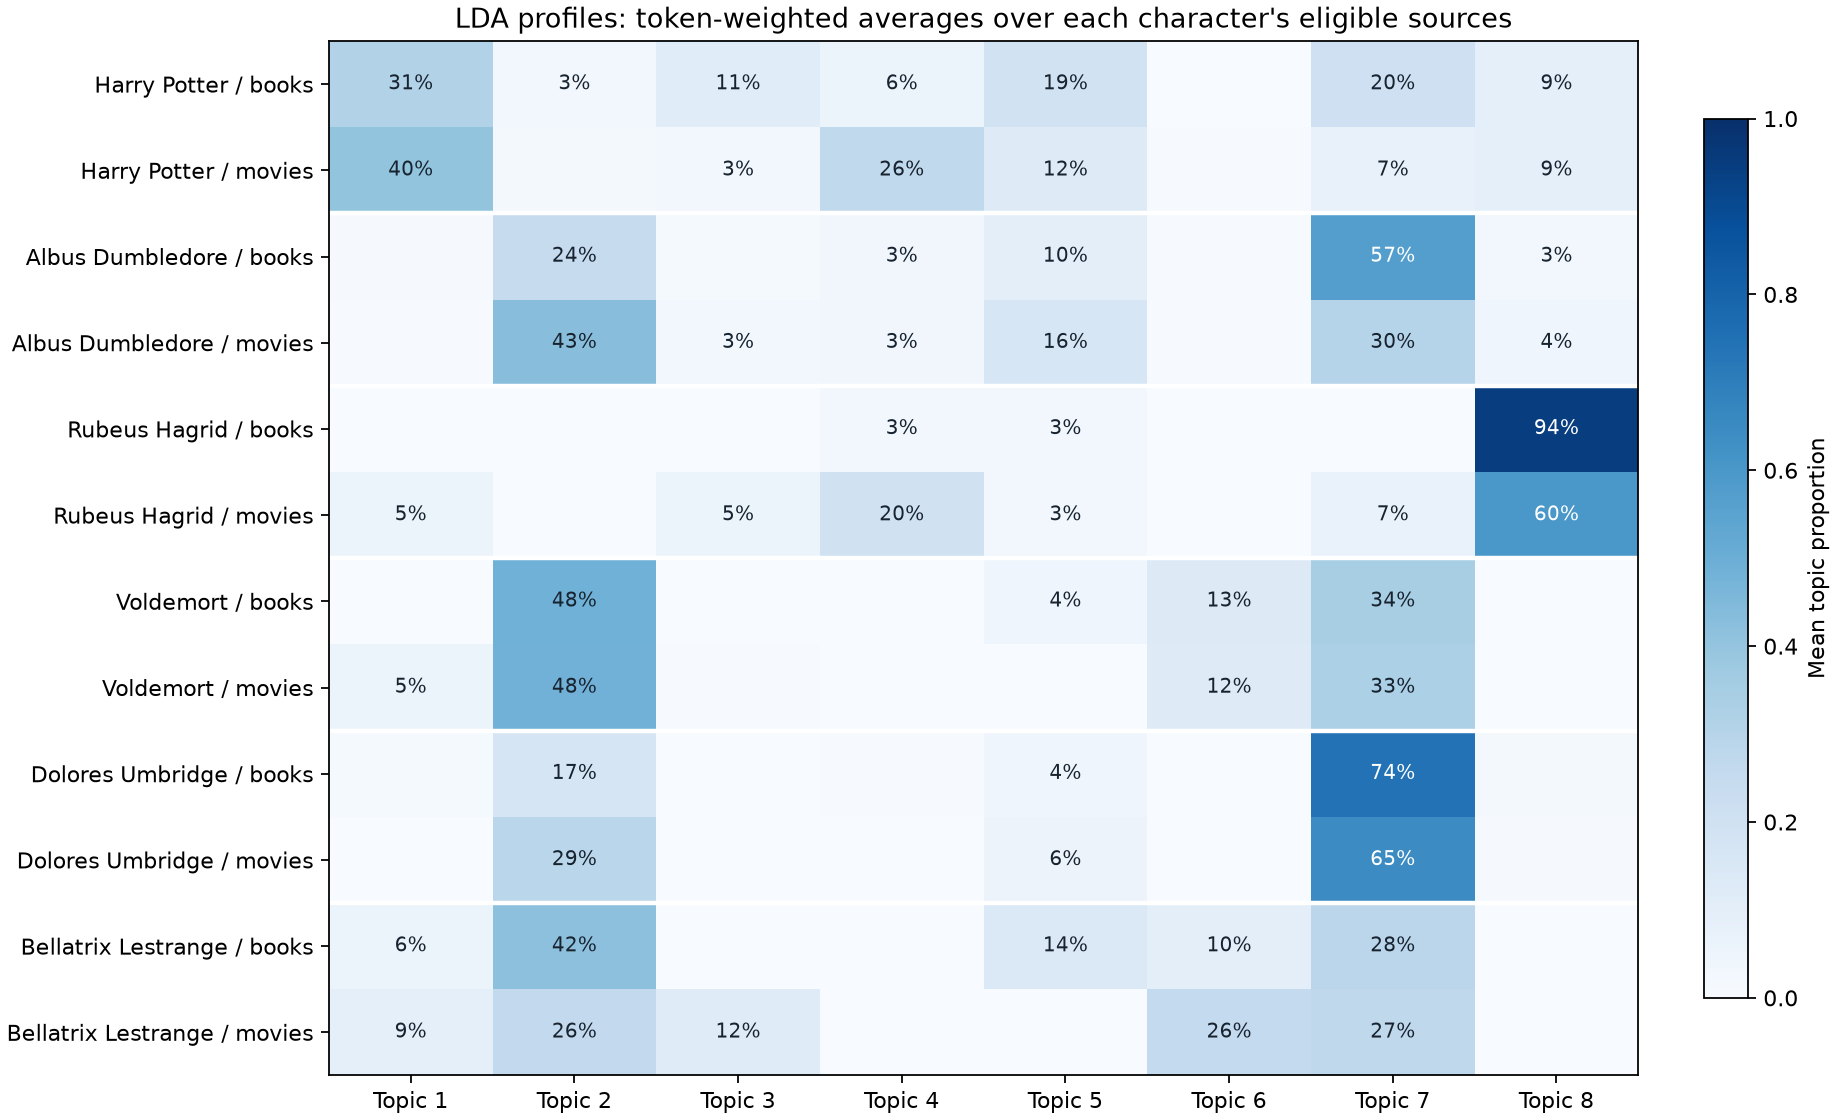 LDA profiles: token-weighted averages over each character's eligible sources
Harry Potter / books 31% 3% 11% 6% 19% 20% 9%
Harry Potter / movies 40% 3% 26% 12% 7% 9%
Albus Dumbledore / books 24% 3% 10% 57% 3%
Albus Dumbledore / movies 43% 3% 3% 16% 30% 4%
Rubeus Hagrid / books 3% 3% 94%
Rubeus Hagrid / movies 5% 5% 20% 3% 7% 60%
Voldemort / books 48% 4% 13% 34%
Voldemort / movies 5% 48% 12% 33%
Dolores Umbridge / books 17% 4% 74%
Dolores Umbridge / movies 29% 6% 65%
Bellatrix Lestrange / books 6% 42% 14% 10% 28%
Bellatrix Lestrange / movies 9% 26% 12% 26% 27%
Topic 1 Topic 2 Topic 3 Topic 4 Topic 5 Topic 6 Topic 7 Topic 8
1.0
0.8
0.6
0.4
0.2
0.0
Mean topic proportion